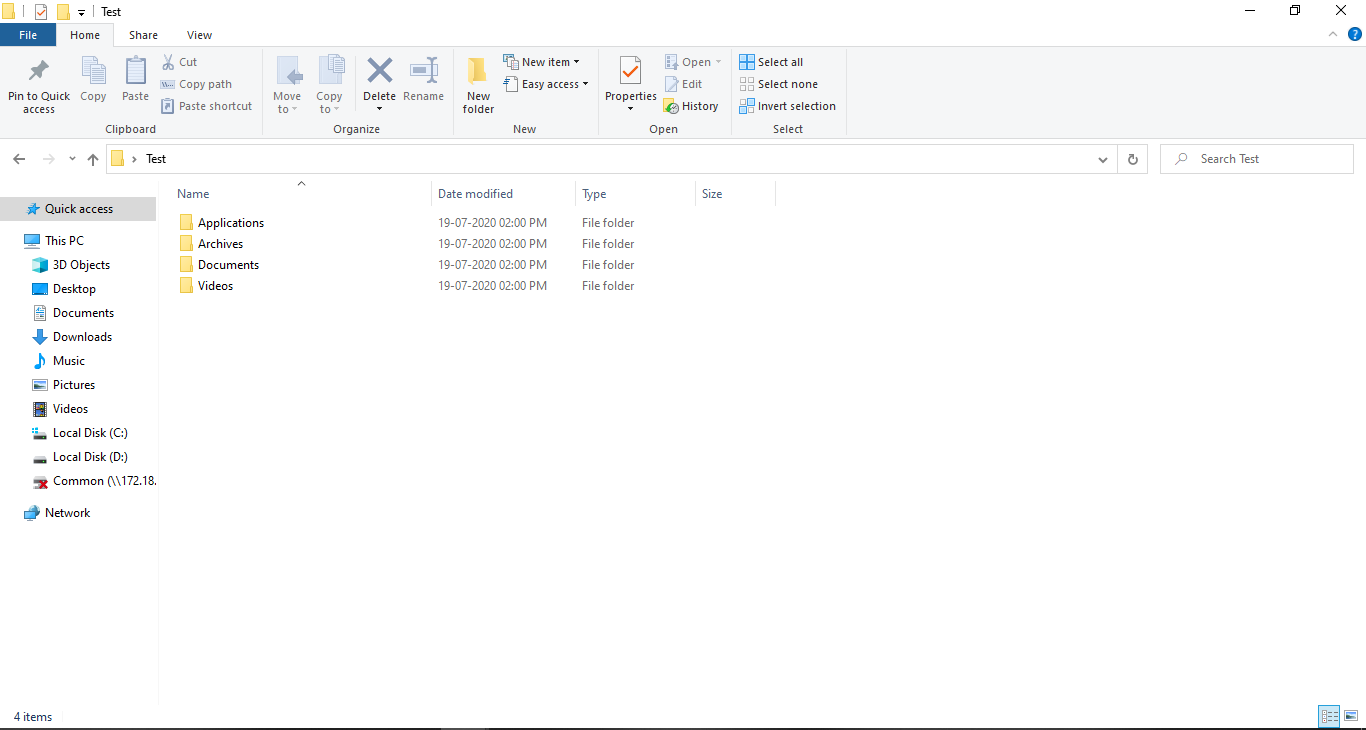 Test
File Home Share View
Pin to Quick access
Copy
Paste
Cut
Copy path
Paste shortcut
Clipboard
Move to
Copy to
Delete
Rename
Organize
New folder
New item
Easy access
New
Properties
Open
Edit
History
Open
Select all
Select none
Invert selection
Select
Test
Search Test
Quick access
This PC
3D Objects
Desktop
Documents
Downloads
Music
Pictures
Videos
Local Disk (C:)
Local Disk (D:)
Common (\\172.18.
Network
Name Date modified Type Size
Applications 19-07-2020 02:00 PM File folder
Archives 19-07-2020 02:00 PM File folder
Documents 19-07-2020 02:00 PM File folder
Videos 19-07-2020 02:00 PM File folder
4 items